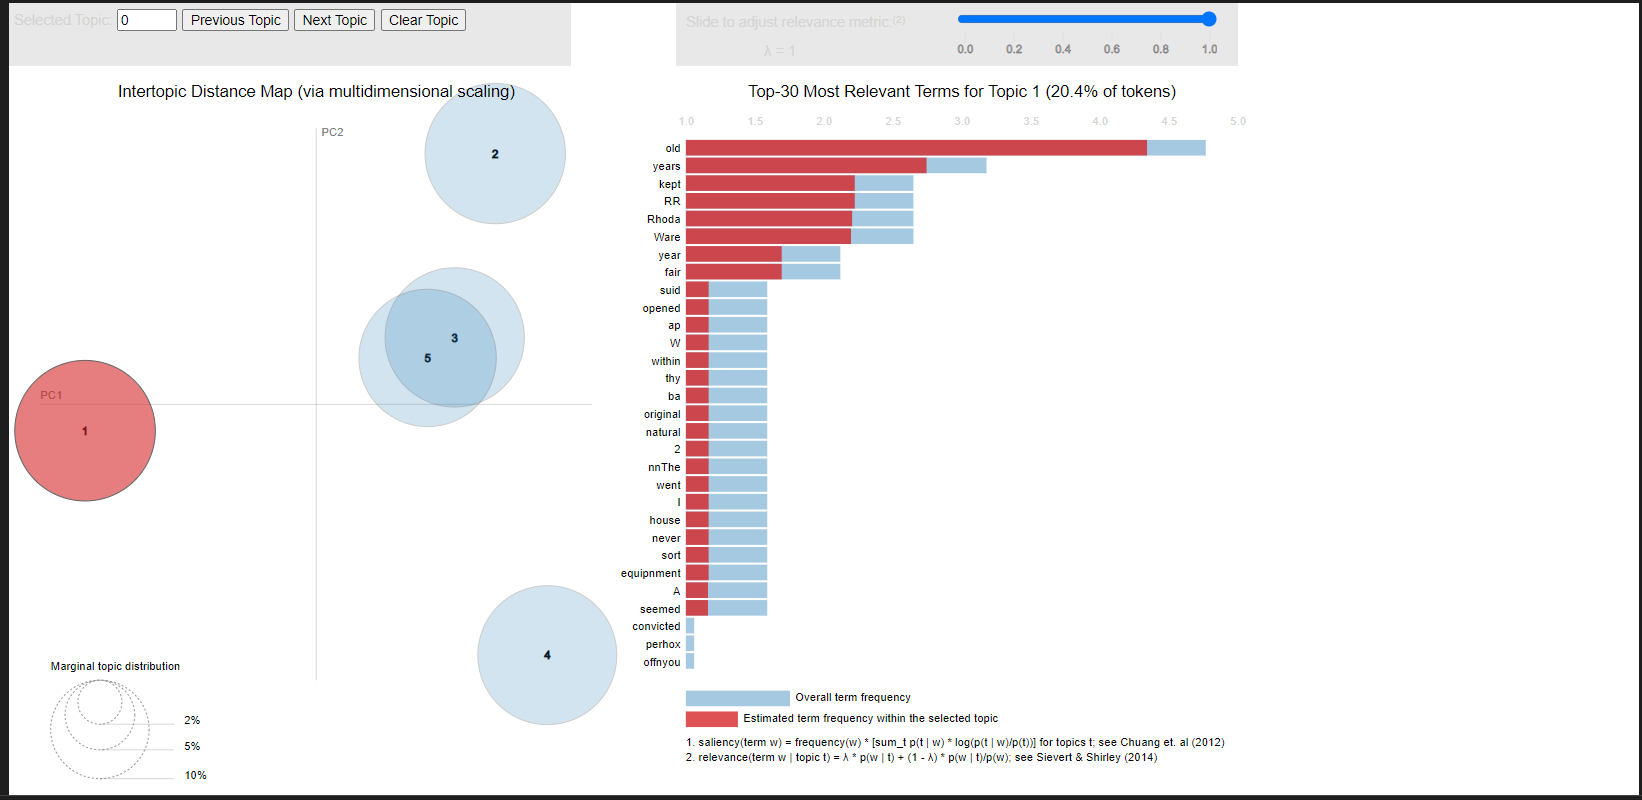 Selected Topic: 0 Previous Topic Next Topic Clear Topic
Slide to adjust relevance metric:(2)
λ = 1
0.0 0.2 0.4 0.6 0.8 1.0
Intertopic Distance Map (via multidimensional scaling)
PC2
PC1
2
3
5
1
4
Marginal topic distribution
2%
5%
10%
Top-30 Most Relevant Terms for Topic 1 (20.4% of tokens)
1.0 1.5 2.0 2.5 3.0 3.5 4.0 4.5 5.0
old
years
kept
RR
Rhoda
Ware
year
fair
suid
opened
ap
W
within
thy
ba
original
natural
2
nnThe
went
I
house
never
sort
equipnment
A
seemed
convicted
perhox
offnyou
Overall term frequency
Estimated term frequency within the selected topic
1. saliency(term w) = frequency(w) * [sum_t p(t | w) * log(p(t | w)/p(t))] for topics t; see Chuang et. al (2012)
2. relevance(term w | topic t) = λ * p(w | t) + (1 - λ) * p(w | t)/p(w); see Sievert & Shirley (2014)